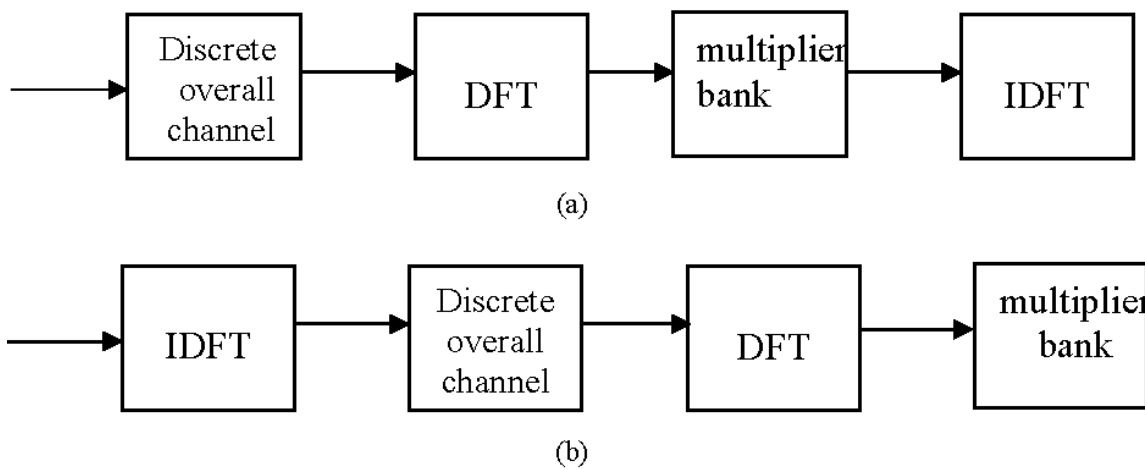 Discrete
overall
channel
DFT
multiplier
bank
IDFT
(a)
IDFT
Discrete
overall
channel
DFT
multiplier
bank
(b)